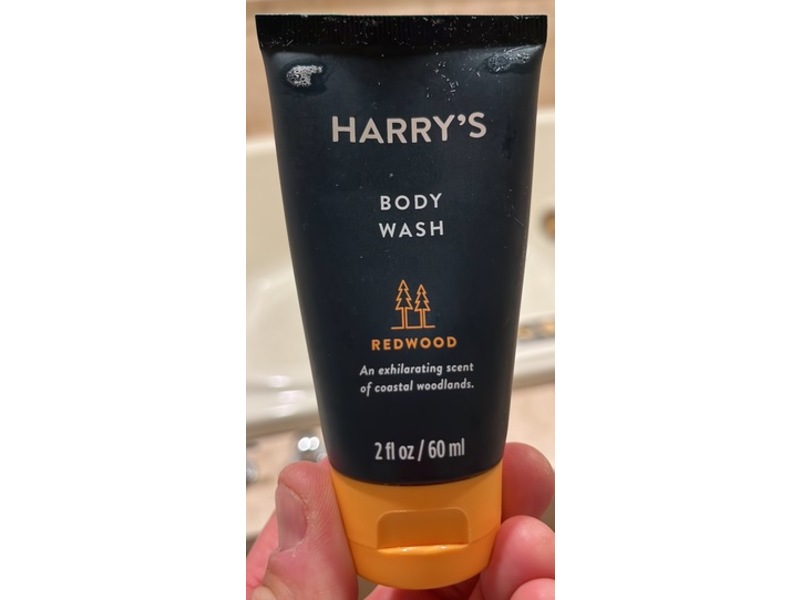 HARRY'S
BODY
WASH
REDWOOD
An exhilarating scent
of coastal woodlands.
2 fl oz / 60 ml